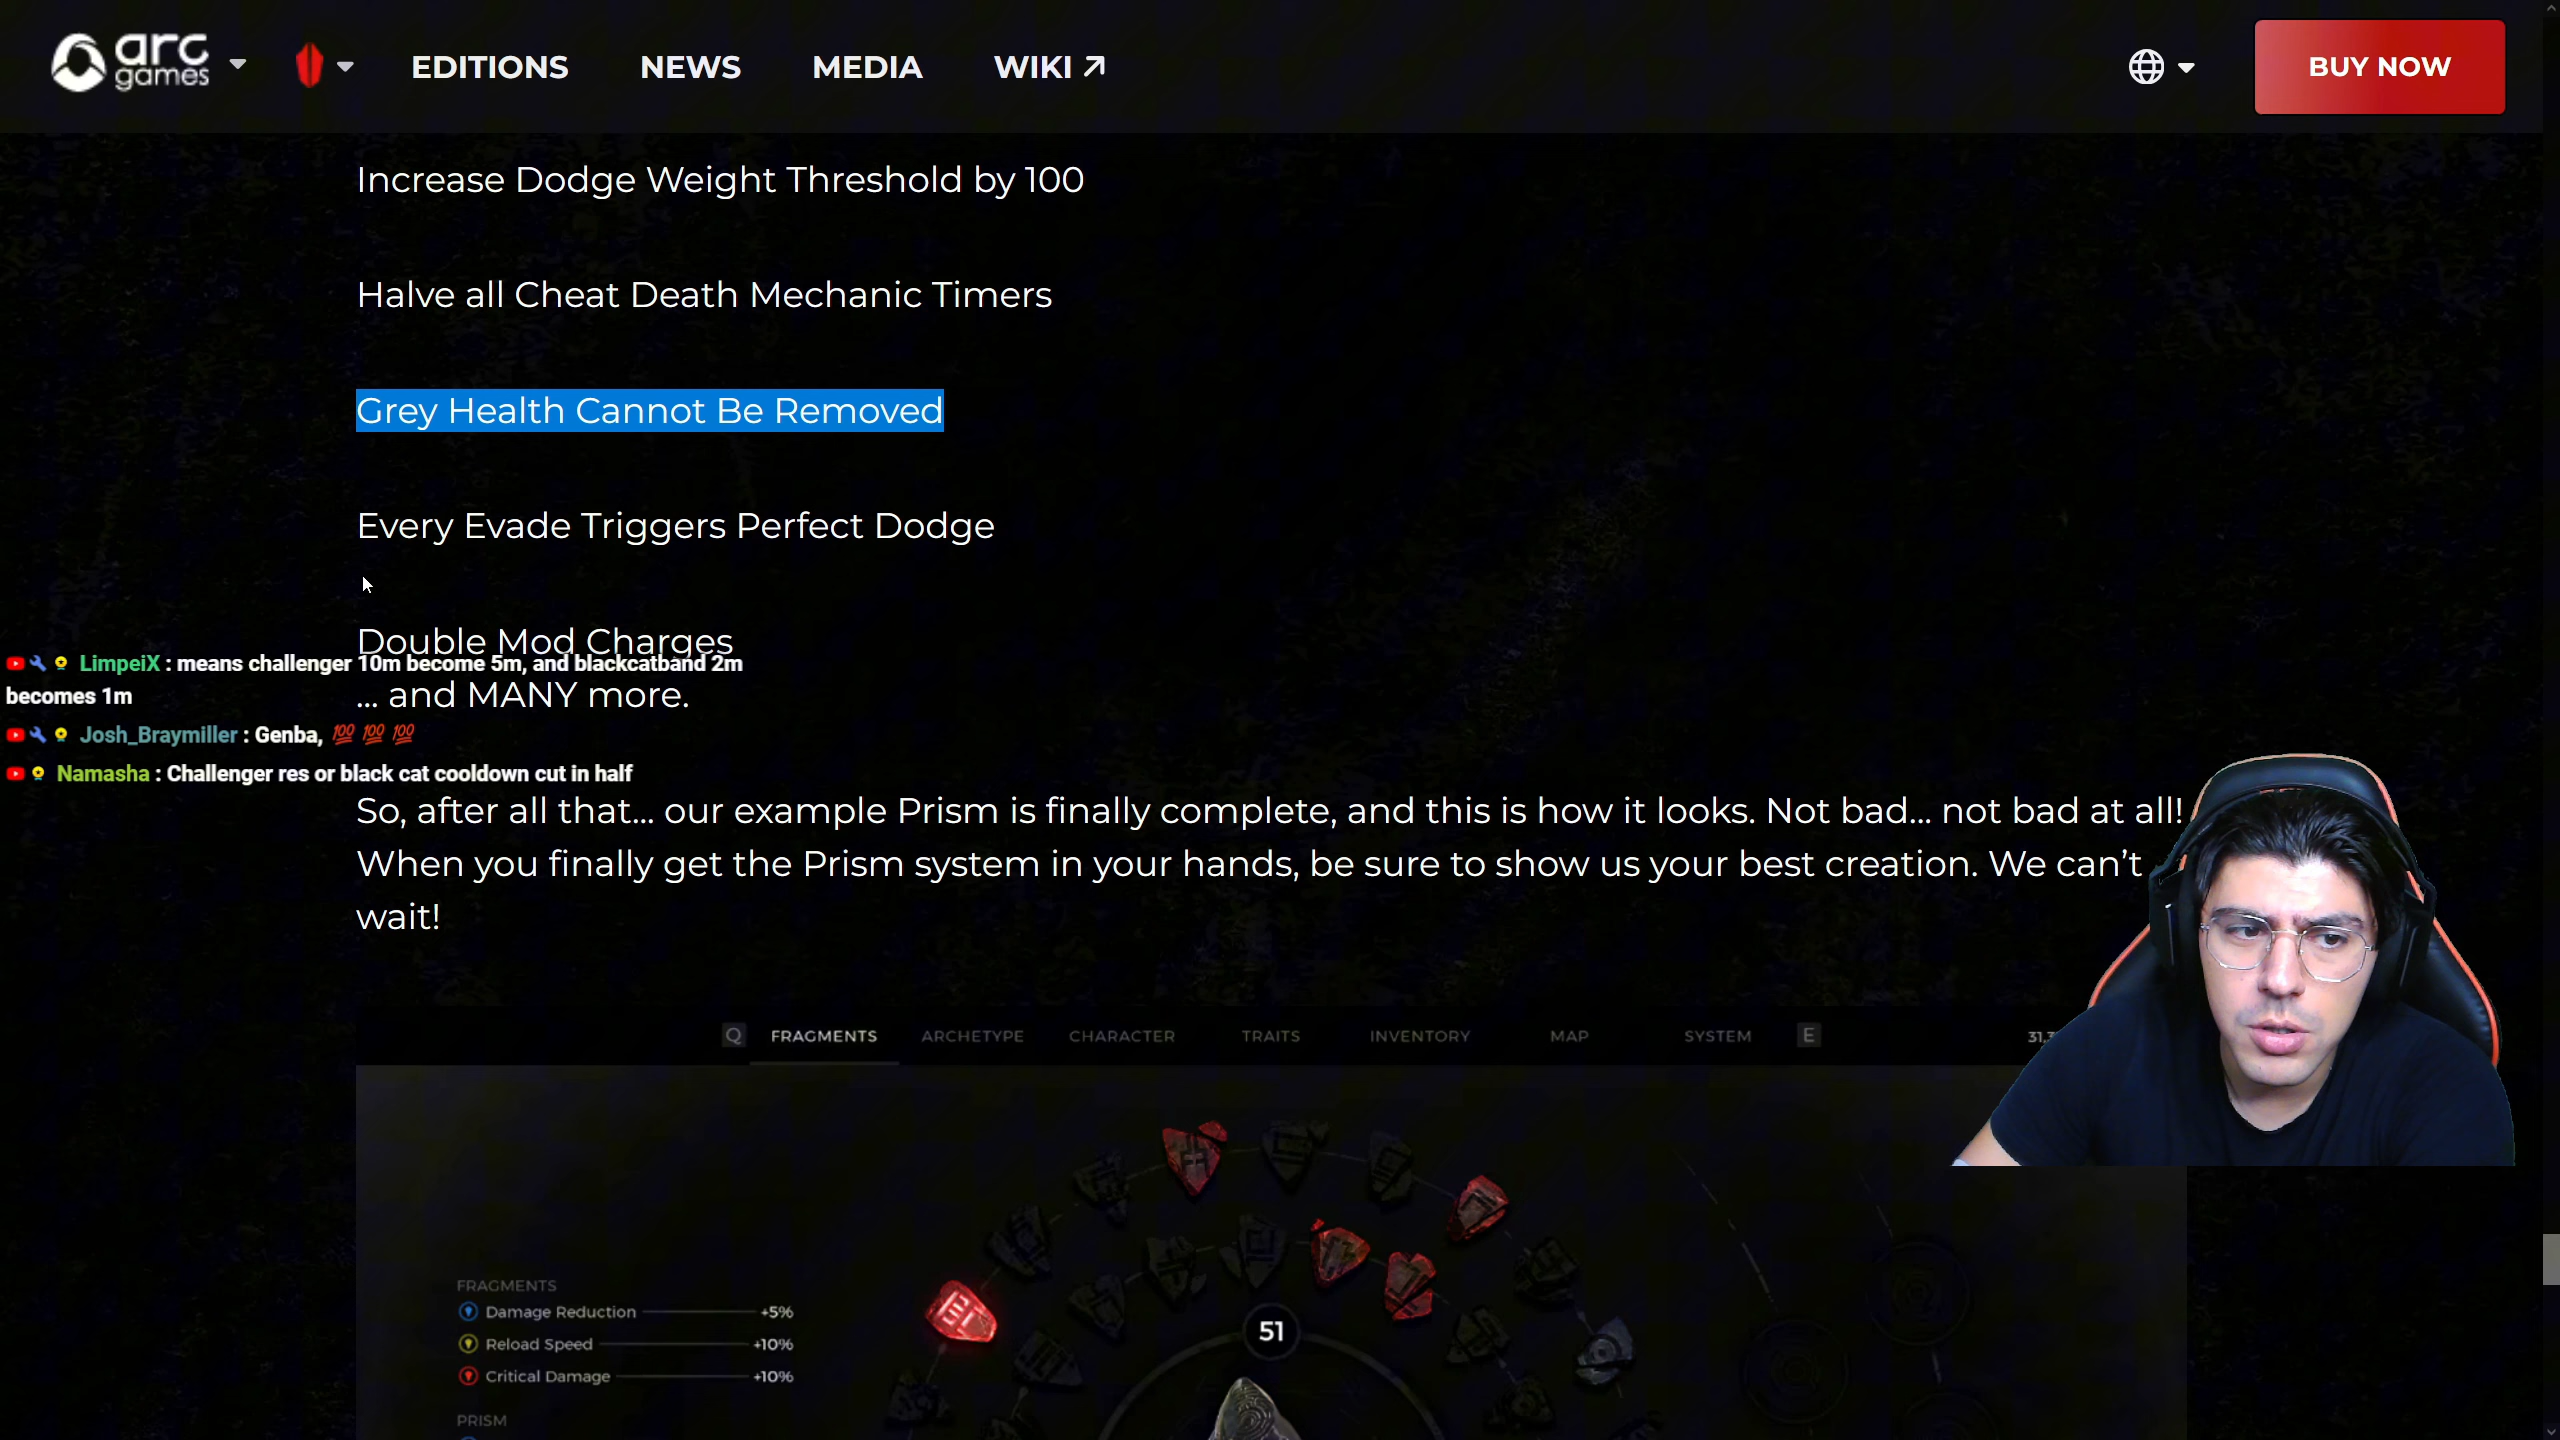 arc games
EDITIONS
NEWS
MEDIA
WIKI
BUY NOW
Increase Dodge Weight Threshold by 100
Halve all Cheat Death Mechanic Timers
Grey Health Cannot Be Removed
Every Evade Triggers Perfect Dodge
Double Mod Charges
... and MANY more.
LimpeiX : means challenger 10m become 5m, and blackcatband 2m
becomes 1m
Josh_Braymiller : Genba, 💯 💯 💯
Namasha : Challenger res or black cat cooldown cut in half
So, after all that... our example Prism is finally complete, and this is how it looks. Not bad... not bad at all!
When you finally get the Prism system in your hands, be sure to show us your best creation. We can’t
wait!
Q FRAGMENTS ARCHETYPE CHARACTER TRAITS INVENTORY MAP SYSTEM E
FRAGMENTS
Damage Reduction +5%
Reload Speed +10%
Critical Damage +10%
PRISM
51